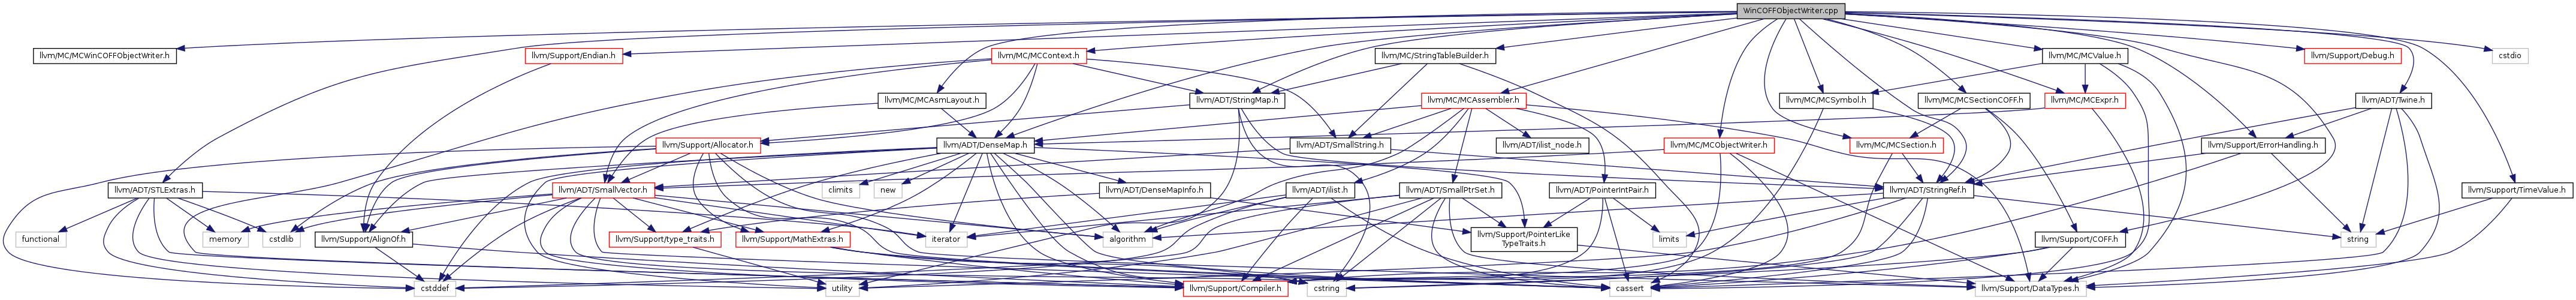 WinCOFFObjectWriter.cpp
llvm/MC/MCWinCOFFObjectWriter.h
llvm/Support/Endian.h
llvm/MC/MCContext.h
llvm/MC/StringTableBuilder.h
llvm/MC/MCValue.h
llvm/Support/Debug.h
cstdio
llvm/MC/MCAsmLayout.h
llvm/ADT/StringMap.h
llvm/MC/MCAssembler.h
llvm/MC/MCSymbol.h
llvm/MC/MCSectionCOFF.h
llvm/MC/MCExpr.h
llvm/ADT/Twine.h
llvm/Support/Allocator.h
llvm/ADT/DenseMap.h
llvm/ADT/SmallString.h
llvm/ADT/ilist_node.h
llvm/MC/MCObjectWriter.h
llvm/MC/MCSection.h
llvm/Support/ErrorHandling.h
llvm/ADT/STLExtras.h
llvm/ADT/SmallVector.h
climits
new
llvm/ADT/DenseMapInfo.h
llvm/ADT/ilist.h
llvm/ADT/SmallPtrSet.h
llvm/ADT/PointerIntPair.h
llvm/ADT/StringRef.h
llvm/Support/TimeValue.h
functional
memory
cstdlib
llvm/Support/AlignOf.h
llvm/Support/type_traits.h
llvm/Support/MathExtras.h
iterator
algorithm
llvm/Support/PointerLike
TypeTraits.h
limits
llvm/Support/COFF.h
string
cstddef
utility
llvm/Support/Compiler.h
cstring
cassert
llvm/Support/DataTypes.h